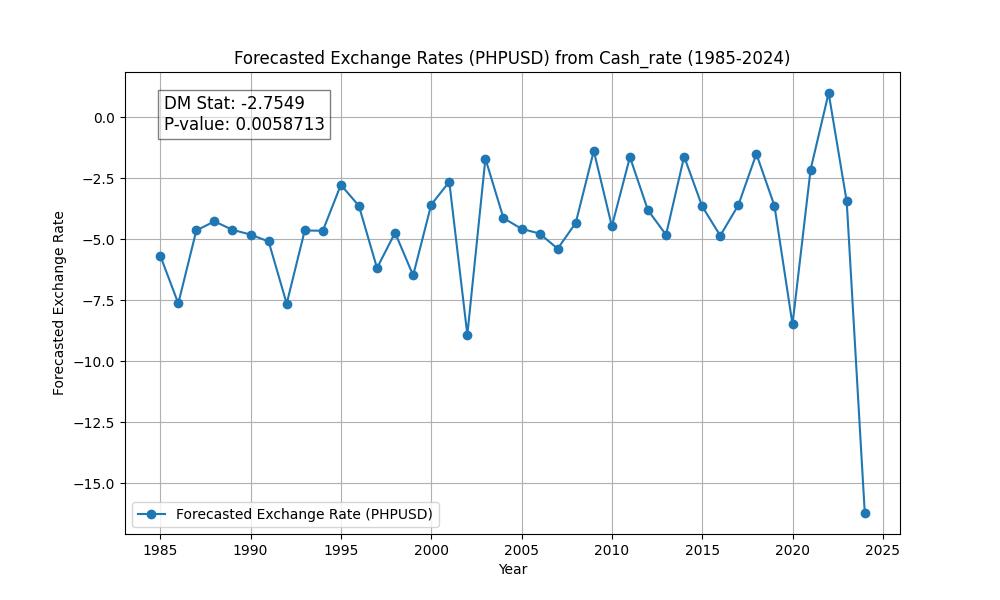 Forecasted Exchange Rates (PHPUSD) from Cash_rate (1985-2024)
DM Stat: -2.7549
P-value: 0.0058713
Forecasted Exchange Rate
0.0
−2.5
−5.0
−7.5
−10.0
−12.5
−15.0
Forecasted Exchange Rate (PHPUSD)
1985 1990 1995 2000 2005 2010 2015 2020 2025
Year